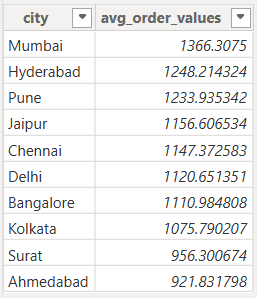 city avg_order_values
Mumbai 1366.3075
Hyderabad 1248.214324
Pune 1233.935342
Jaipur 1156.606534
Chennai 1147.372583
Delhi 1120.651351
Bangalore 1110.984808
Kolkata 1075.790207
Surat 956.300674
Ahmedabad 921.831798